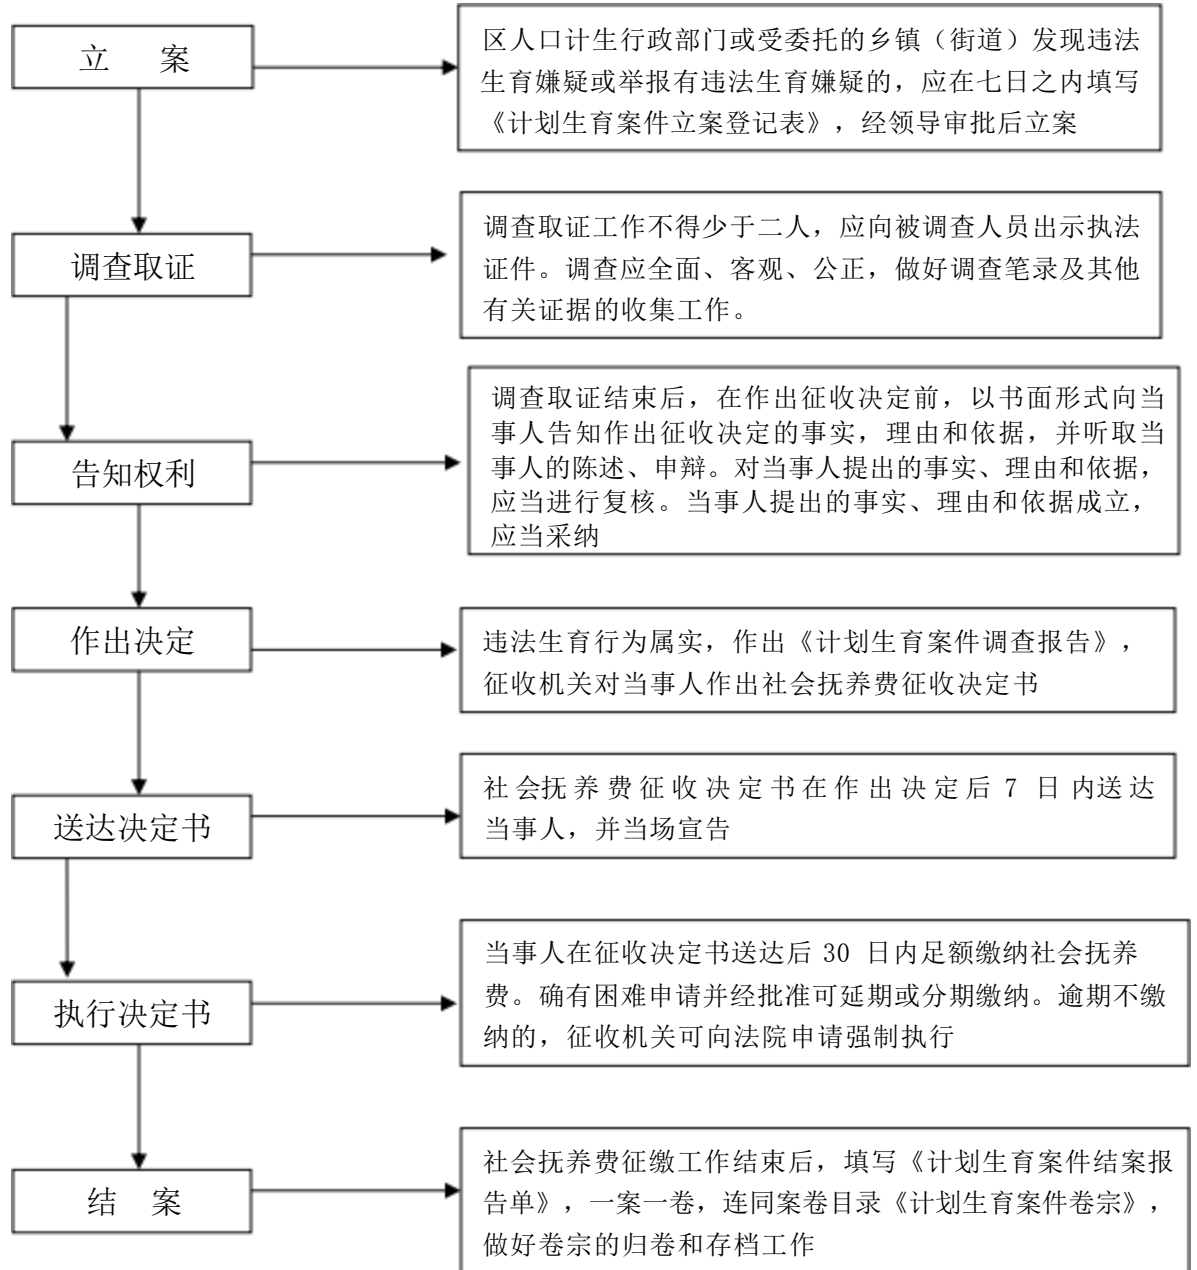 立 案
区人口计生行政部门或受委托的乡镇（街道）发现违法
生育嫌疑或举报有违法生育嫌疑的，应在七日之内填写
《计划生育案件立案登记表》，经领导审批后立案
调查取证
调查取证工作不得少于二人，应向被调查人员出示执法
证件。调查应全面、客观、公正，做好调查笔录及其他
有关证据的收集工作。
告知权利
调查取证结束后，在作出征收决定前，以书面形式向当
事人告知作出征收决定的事实，理由和依据，并听取当
事人的陈述、申辩。对当事人提出的事实、理由和依据，
应当进行复核。当事人提出的事实、理由和依据成立，
应当采纳
作出决定
违法生育行为属实，作出《计划生育案件调查报告》，
征收机关对当事人作出社会抚养费征收决定书
送达决定书
社会抚养费征收决定书在作出决定后 7 日内送达
当事人，并当场宣告
执行决定书
当事人在征收决定书送达后 30 日内足额缴纳社会抚养
费。确有困难申请并经批准可延期或分期缴纳。逾期不缴
纳的，征收机关可向法院申请强制执行
结 案
社会抚养费征缴工作结束后，填写《计划生育案件结案报
告单》，一案一卷，连同案卷目录《计划生育案件卷宗》，
做好卷宗的归卷和存档工作